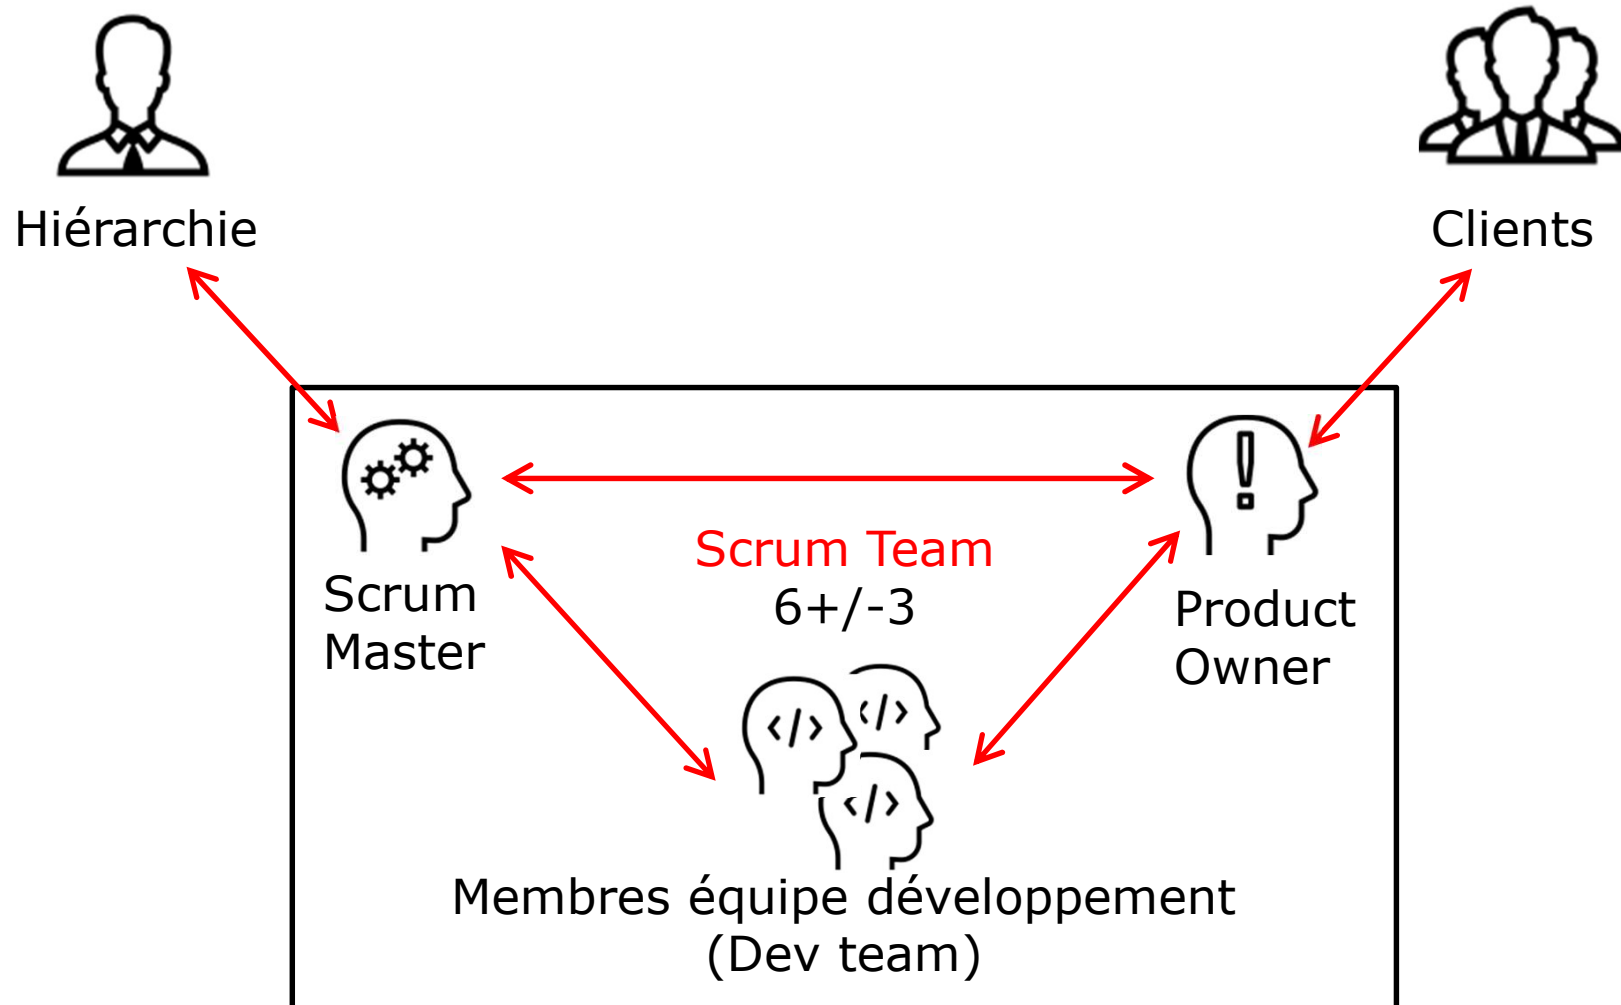 Hiérarchie
Clients
Scrum Team
6+/-3
Scrum
Master
Product
Owner
</>
</>
</>
Membres équipe développement
(Dev team)